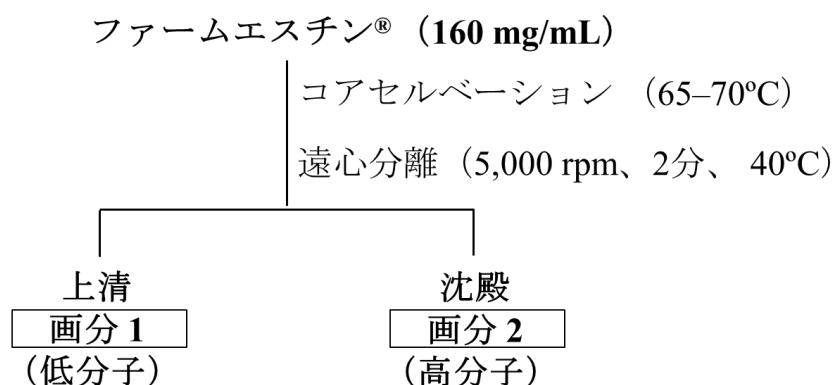 ファームエスチン®（160 mg/mL）
コアセルベーション （65–70ºC）
遠心分離（5,000 rpm、2分、 40ºC）
上清
沈殿
画分 1
画分 2
（低分子）
（高分子）